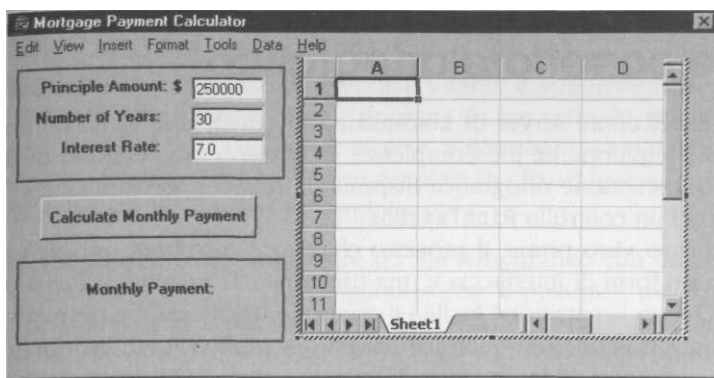 Mortgage Payment Calculator
Edit View Insert Format Tools Data Help
Principle Amount: $ 250000
Number of Years: 30
Interest Rate: 7.0
Calculate Monthly Payment
Monthly Payment:
A B C D
1
2
3
4
5
6
7
8
9
10
11
Sheet1